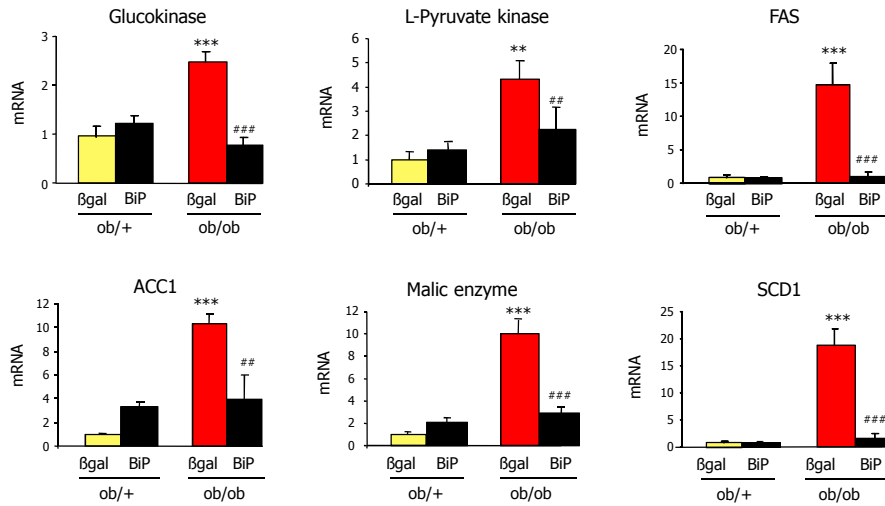 Glucokinase
mRNA
3
2
1
0
***
###
ßgal BiP ßgal BiP
ob/+ ob/ob
L-Pyruvate kinase
mRNA
6
5
4
3
2
1
0
**
##
ßgal BiP ßgal BiP
ob/+ ob/ob
FAS
mRNA
20
15
10
5
0
***
###
ßgal BiP ßgal BiP
ob/+ ob/ob
ACC1
mRNA
12
10
8
6
4
2
0
***
##
ßgal BiP ßgal BiP
ob/+ ob/ob
Malic enzyme
mRNA
12
10
8
6
4
2
0
***
###
ßgal BiP ßgal BiP
ob/+ ob/ob
SCD1
mRNA
25
20
15
10
5
0
***
###
ßgal BiP ßgal BiP
ob/+ ob/ob